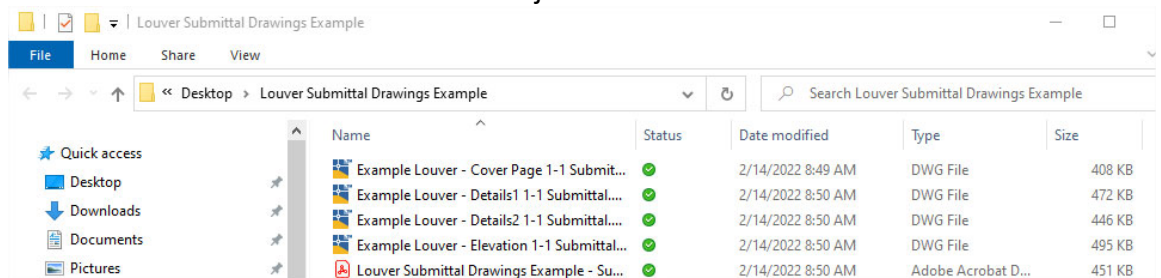 Louver Submittal Drawings Example
File Home Share View
« Desktop > Louver Submittal Drawings Example
Search Louver Submittal Drawings Example
Name Status Date modified Type Size
Quick access
Example Louver - Cover Page 1-1 Submit... 2/14/2022 8:49 AM DWG File 408 KB
Desktop
Example Louver - Details1 1-1 Submittal.... 2/14/2022 8:50 AM DWG File 472 KB
Downloads
Example Louver - Details2 1-1 Submittal.... 2/14/2022 8:50 AM DWG File 446 KB
Documents
Example Louver - Elevation 1-1 Submittal... 2/14/2022 8:50 AM DWG File 495 KB
Pictures
Louver Submittal Drawings Example - Su... 2/14/2022 8:50 AM Adobe Acrobat D... 451 KB